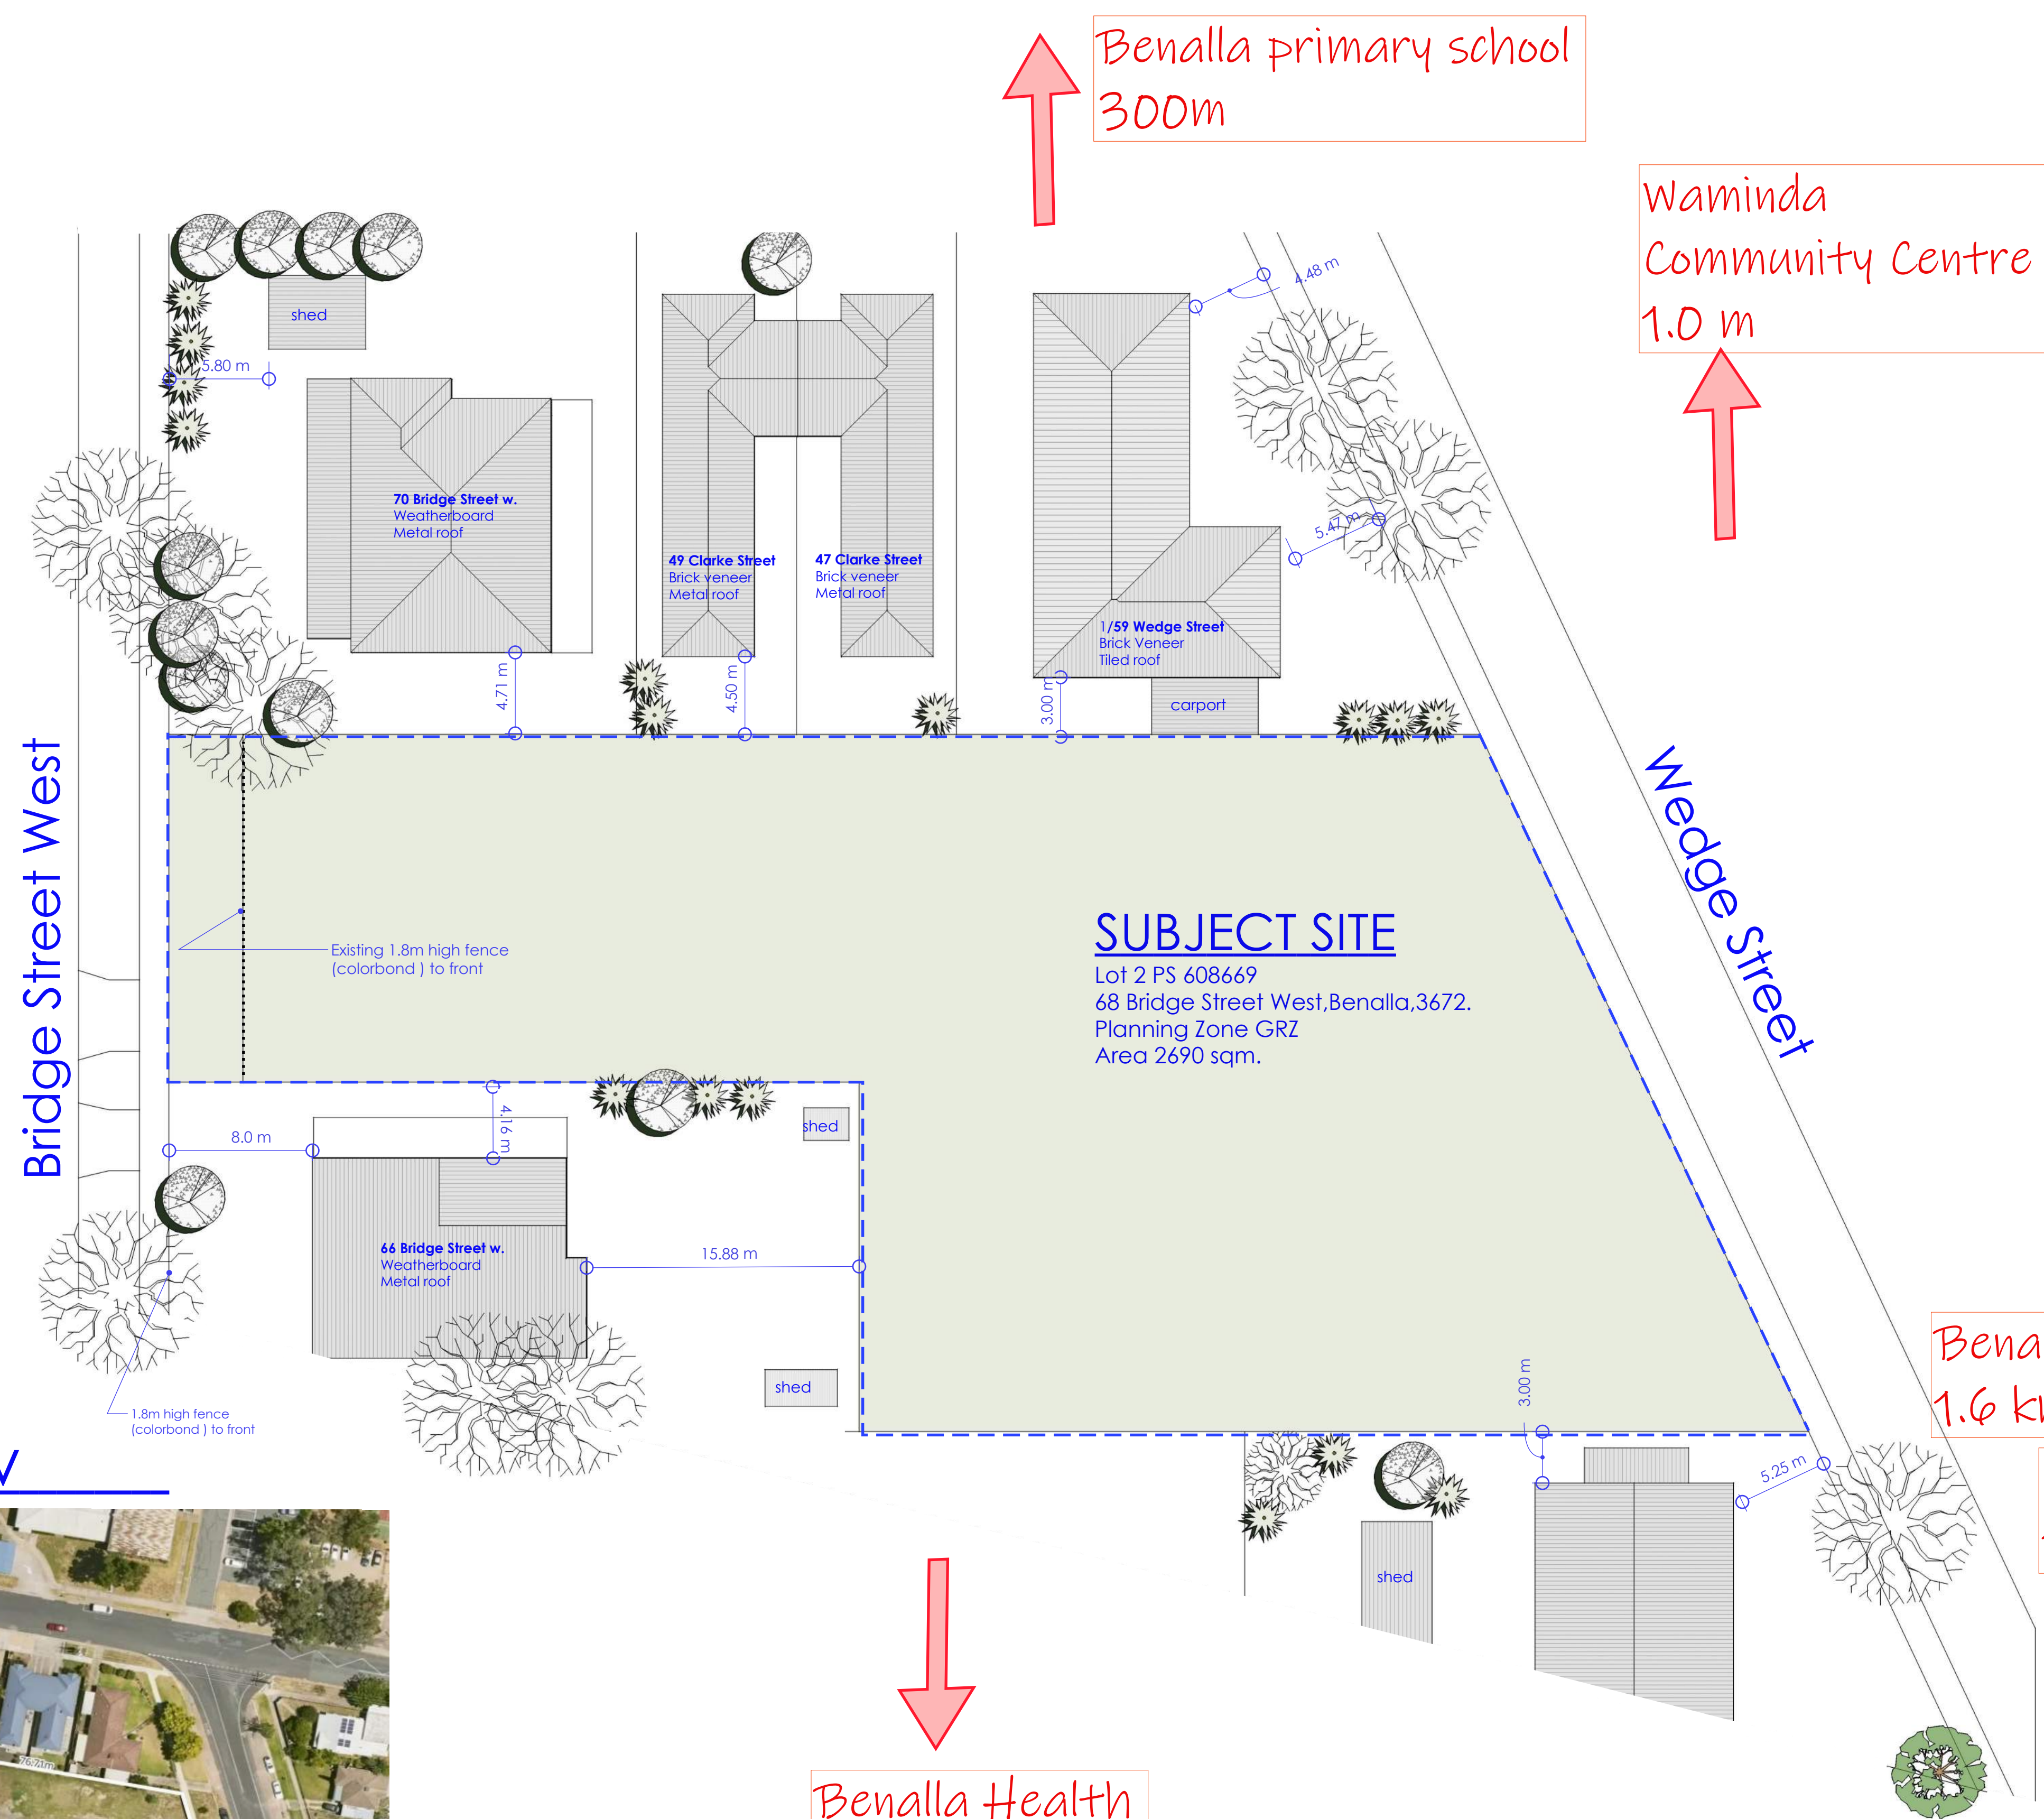 Benalla primary school
300m
Waminda
Community Centre
1.0 m
shed
5.80 m
4.48 m
5.47 m
70 Bridge Street w.
Weatherboard
Metal roof
49 Clarke Street
Brick veneer
Metal roof
47 Clarke Street
Brick veneer
Metal roof
1/59 Wedge Street
Brick Veneer
Tiled roof
carport
4.71 m
4.50 m
3.00 m
Bridge Street West
Wedge Street
Existing 1.8m high fence
(colorbond ) to front
SUBJECT SITE
Lot 2 PS 608669
68 Bridge Street West,Benalla,3672.
Planning Zone GRZ
Area 2690 sqm.
8.0 m
4.16 m
shed
66 Bridge Street w.
Weatherboard
Metal roof
15.88 m
shed
1.8m high fence
(colorbond ) to front
3.00 m
5.25 m
shed
Bena
1.6 k
76.71m
Benalla Health